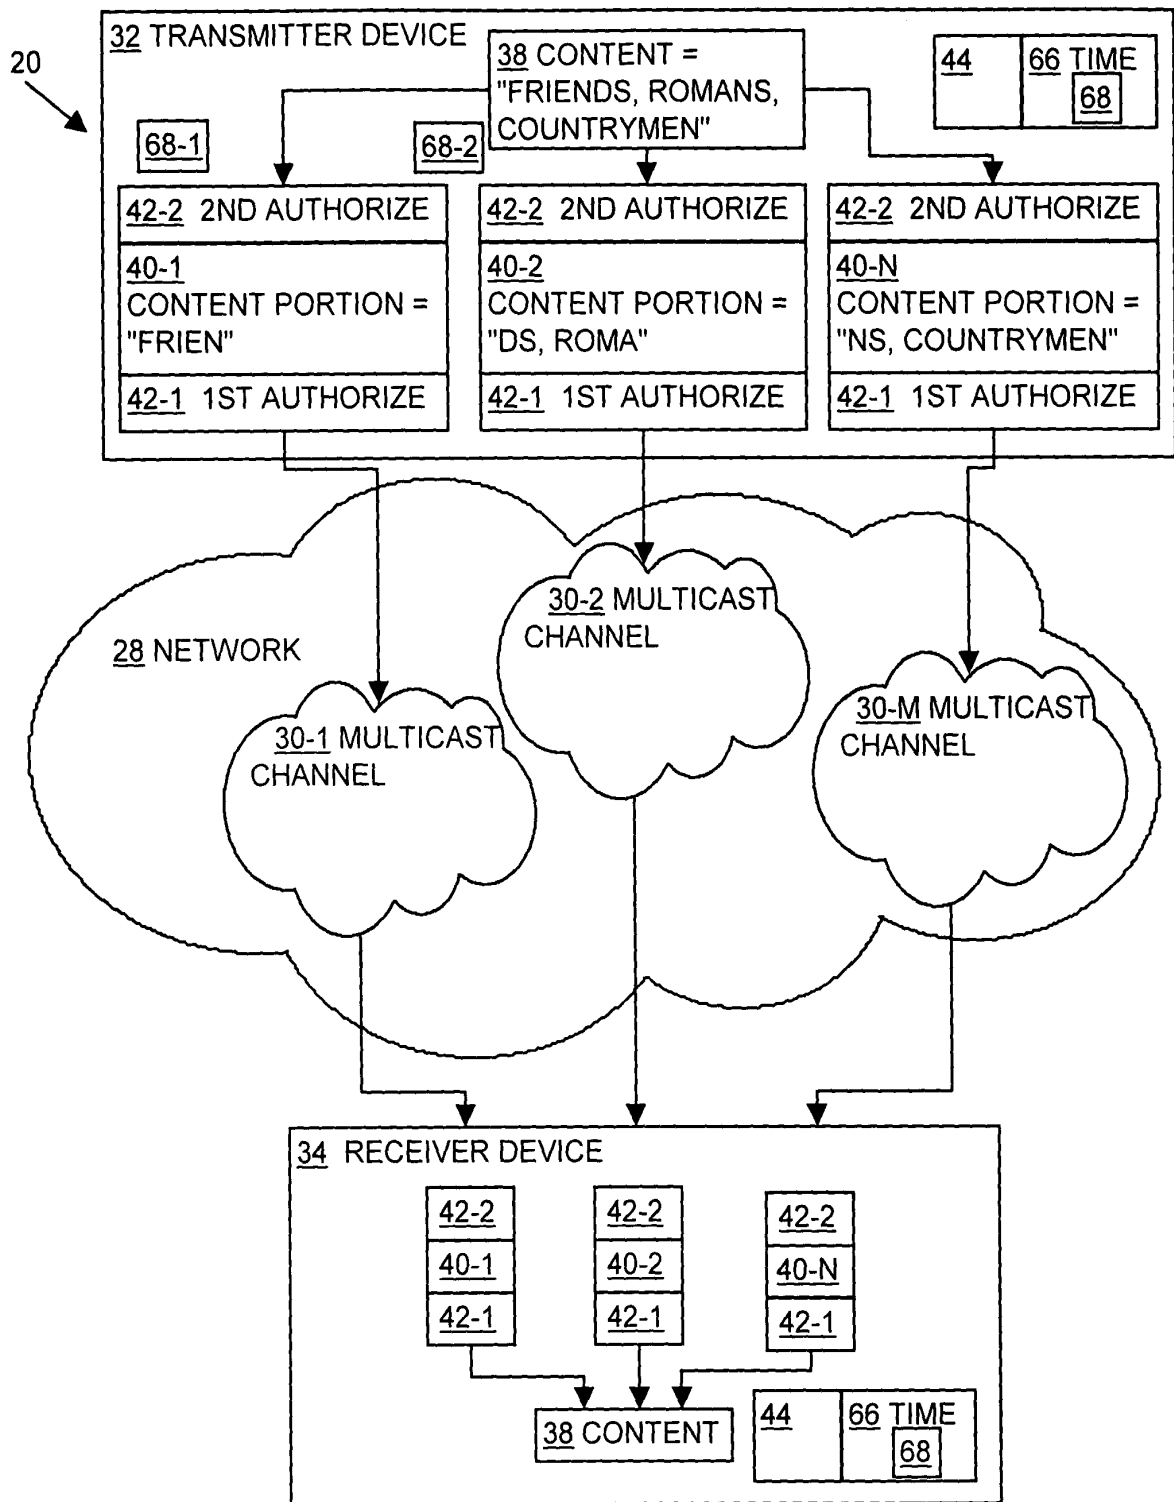 20
32 TRANSMITTER DEVICE
38 CONTENT =
"FRIENDS, ROMANS,
COUNTRYMEN"
44
66 TIME
68
68-1
68-2
42-2 2ND AUTHORIZE
40-1
CONTENT PORTION =
"FRIEN"
42-1 1ST AUTHORIZE
42-2 2ND AUTHORIZE
40-2
CONTENT PORTION =
"DS, ROMA"
42-1 1ST AUTHORIZE
42-2 2ND AUTHORIZE
40-N
CONTENT PORTION =
"NS, COUNTRYMEN"
42-1 1ST AUTHORIZE
28 NETWORK
30-1 MULTICAST
CHANNEL
30-2 MULTICAST
CHANNEL
30-M MULTICAST
CHANNEL
34 RECEIVER DEVICE
42-2
40-1
42-1
42-2
40-2
42-1
42-2
40-N
42-1
38 CONTENT
44
66 TIME
68